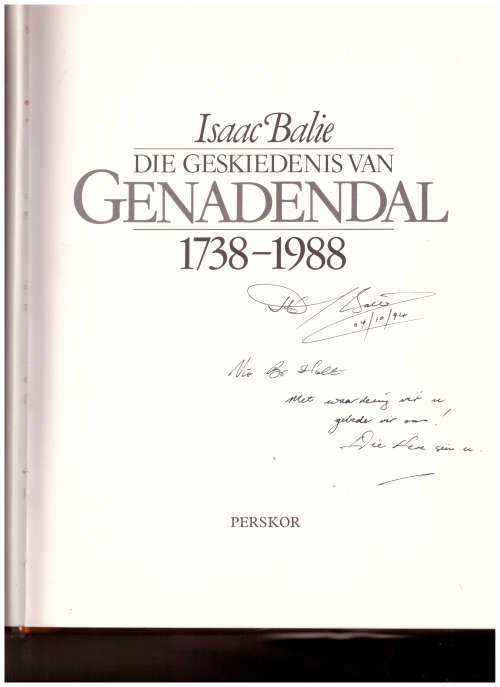 Isaac Balie
DIE GESKIEDENIS VAN
GENADENDAL
1738–1988
Balie
04/10/94
Vir Br Holt
Met waardering vir u
gebede vir ons!
Die Here seën u.
PERSKOR